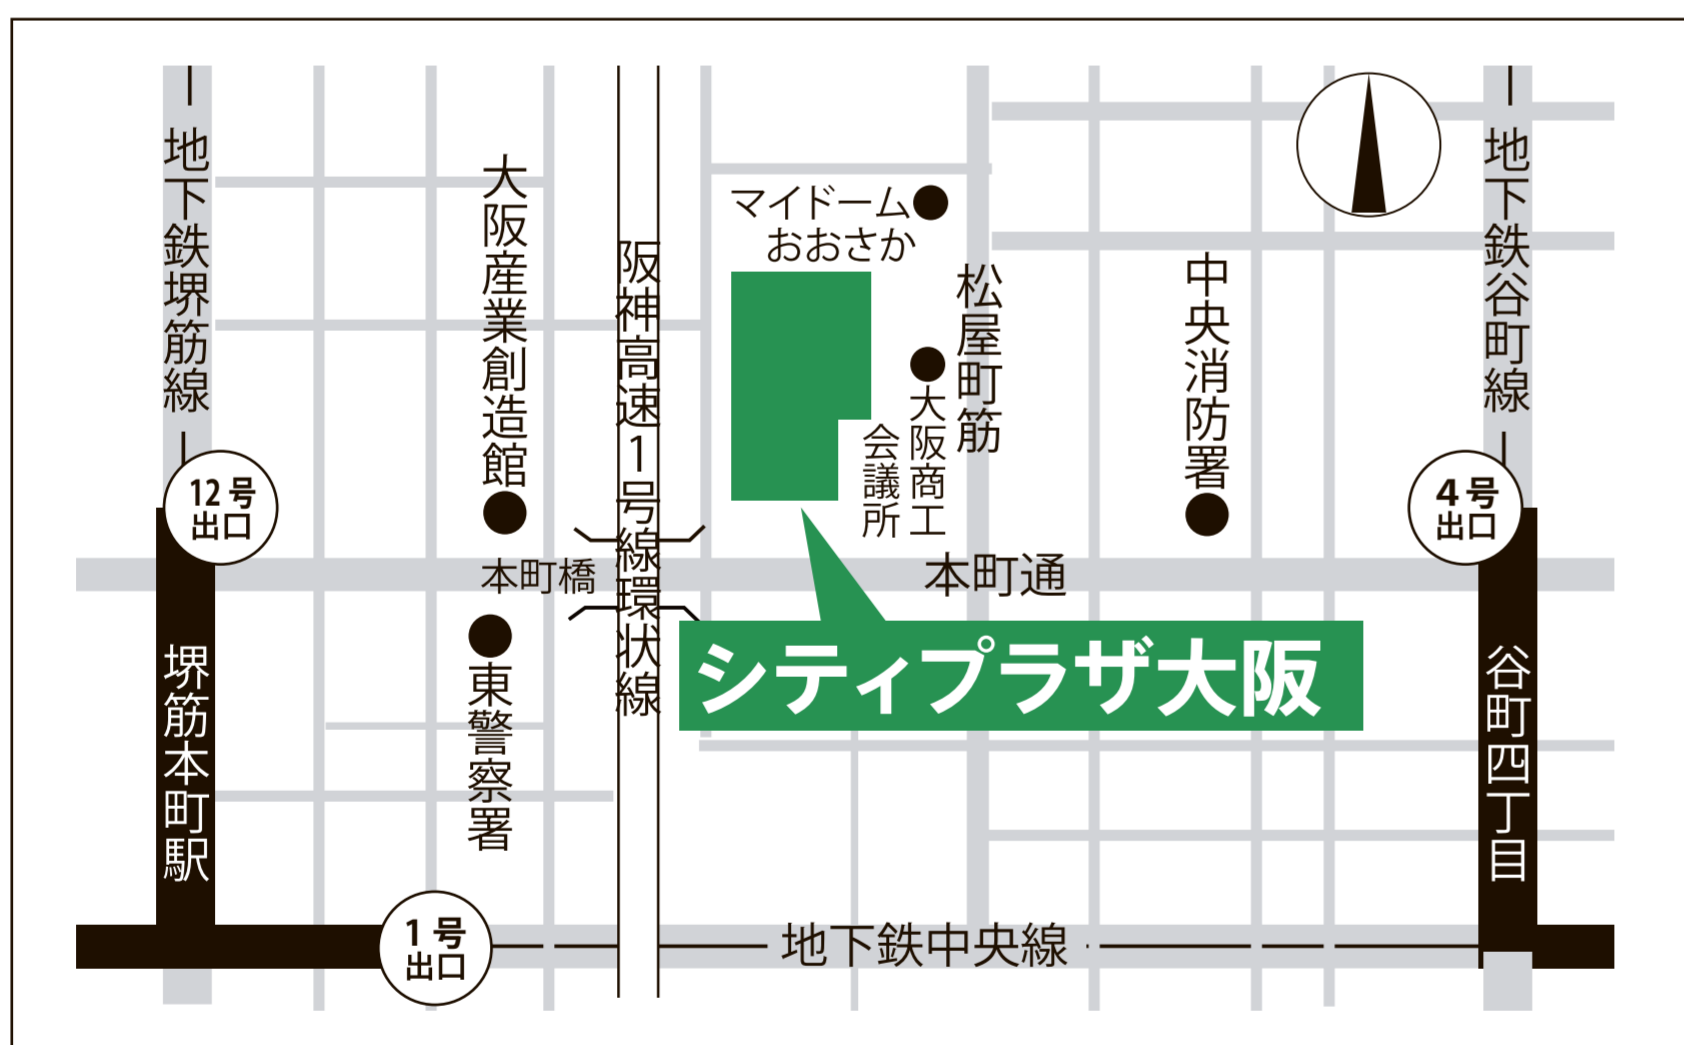 地下鉄堺筋線
大阪産業創造館
阪神高速1号線環状線
マイドーム
おおさか
松屋町筋
大阪商工
会議所
中央消防署
地下鉄谷町線
12号
出口
4号
出口
本町橋
本町通
シティプラザ大阪
東警察署
堺筋本町駅
谷町四丁目
1号
出口
地下鉄中央線